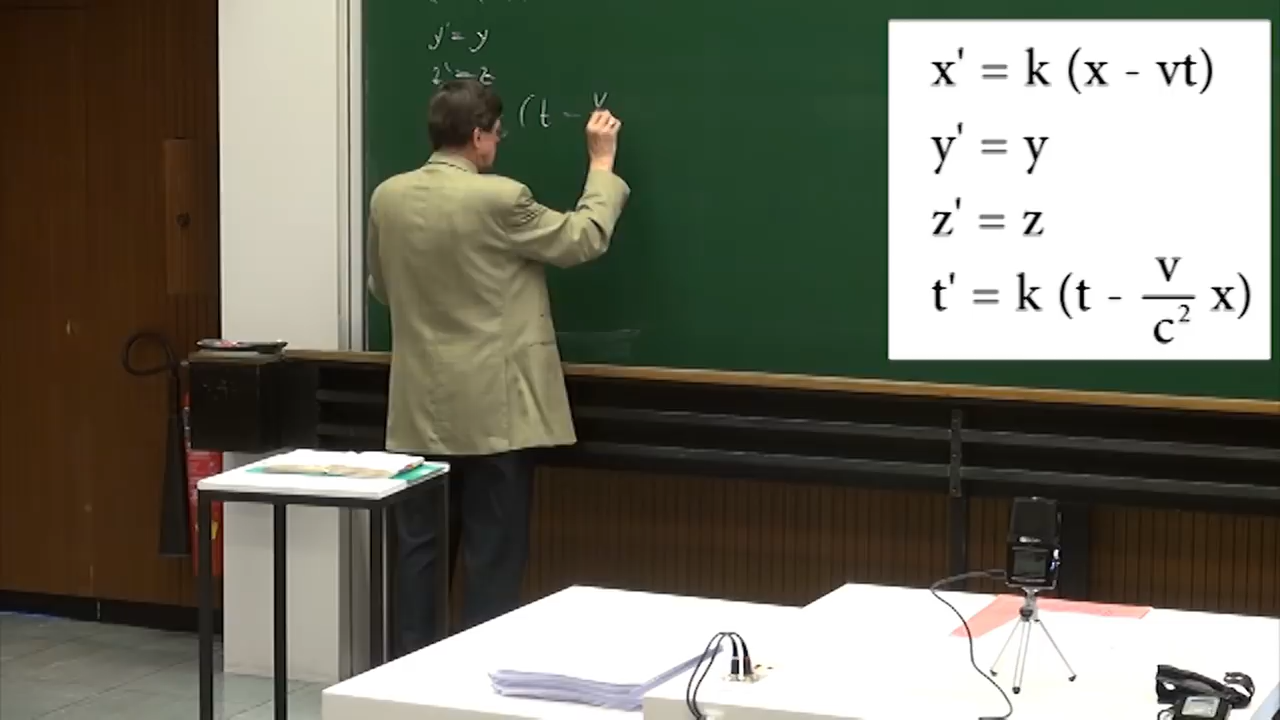 y' = y
z' = z
(t - v
x' = k (x - vt)
y' = y
z' = z
t' = k (t - v/c² x)